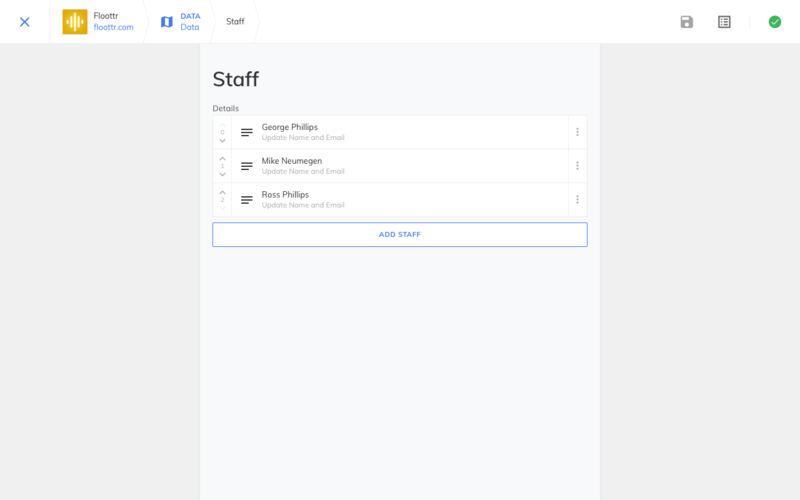 Floottr
floottr.com
DATA
Data
Staff
Staff
Details
0
George Phillips
Update Name and Email
1
Mike Neumegen
Update Name and Email
2
Ross Phillips
Update Name and Email
ADD STAFF